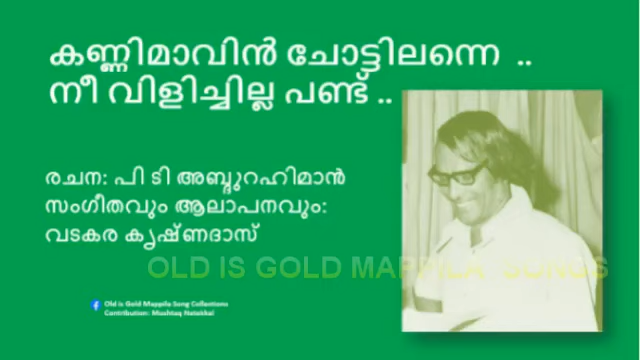 കണ്ണിമാവിൻ ചോട്ടിലന്നെ ..
നീ വിളിച്ചില്ല പണ്ട് ..
രചന: പി ടി അബ്ദുറഹിമാൻ
സംഗീതവും ആലാപനവും:
വടകര കൃഷ്ണദാസ്
OLD IS GOLD MAPPILA SONGS
Old is Gold Mappila Song Collections
Contribution: Mushtaq Natakkal